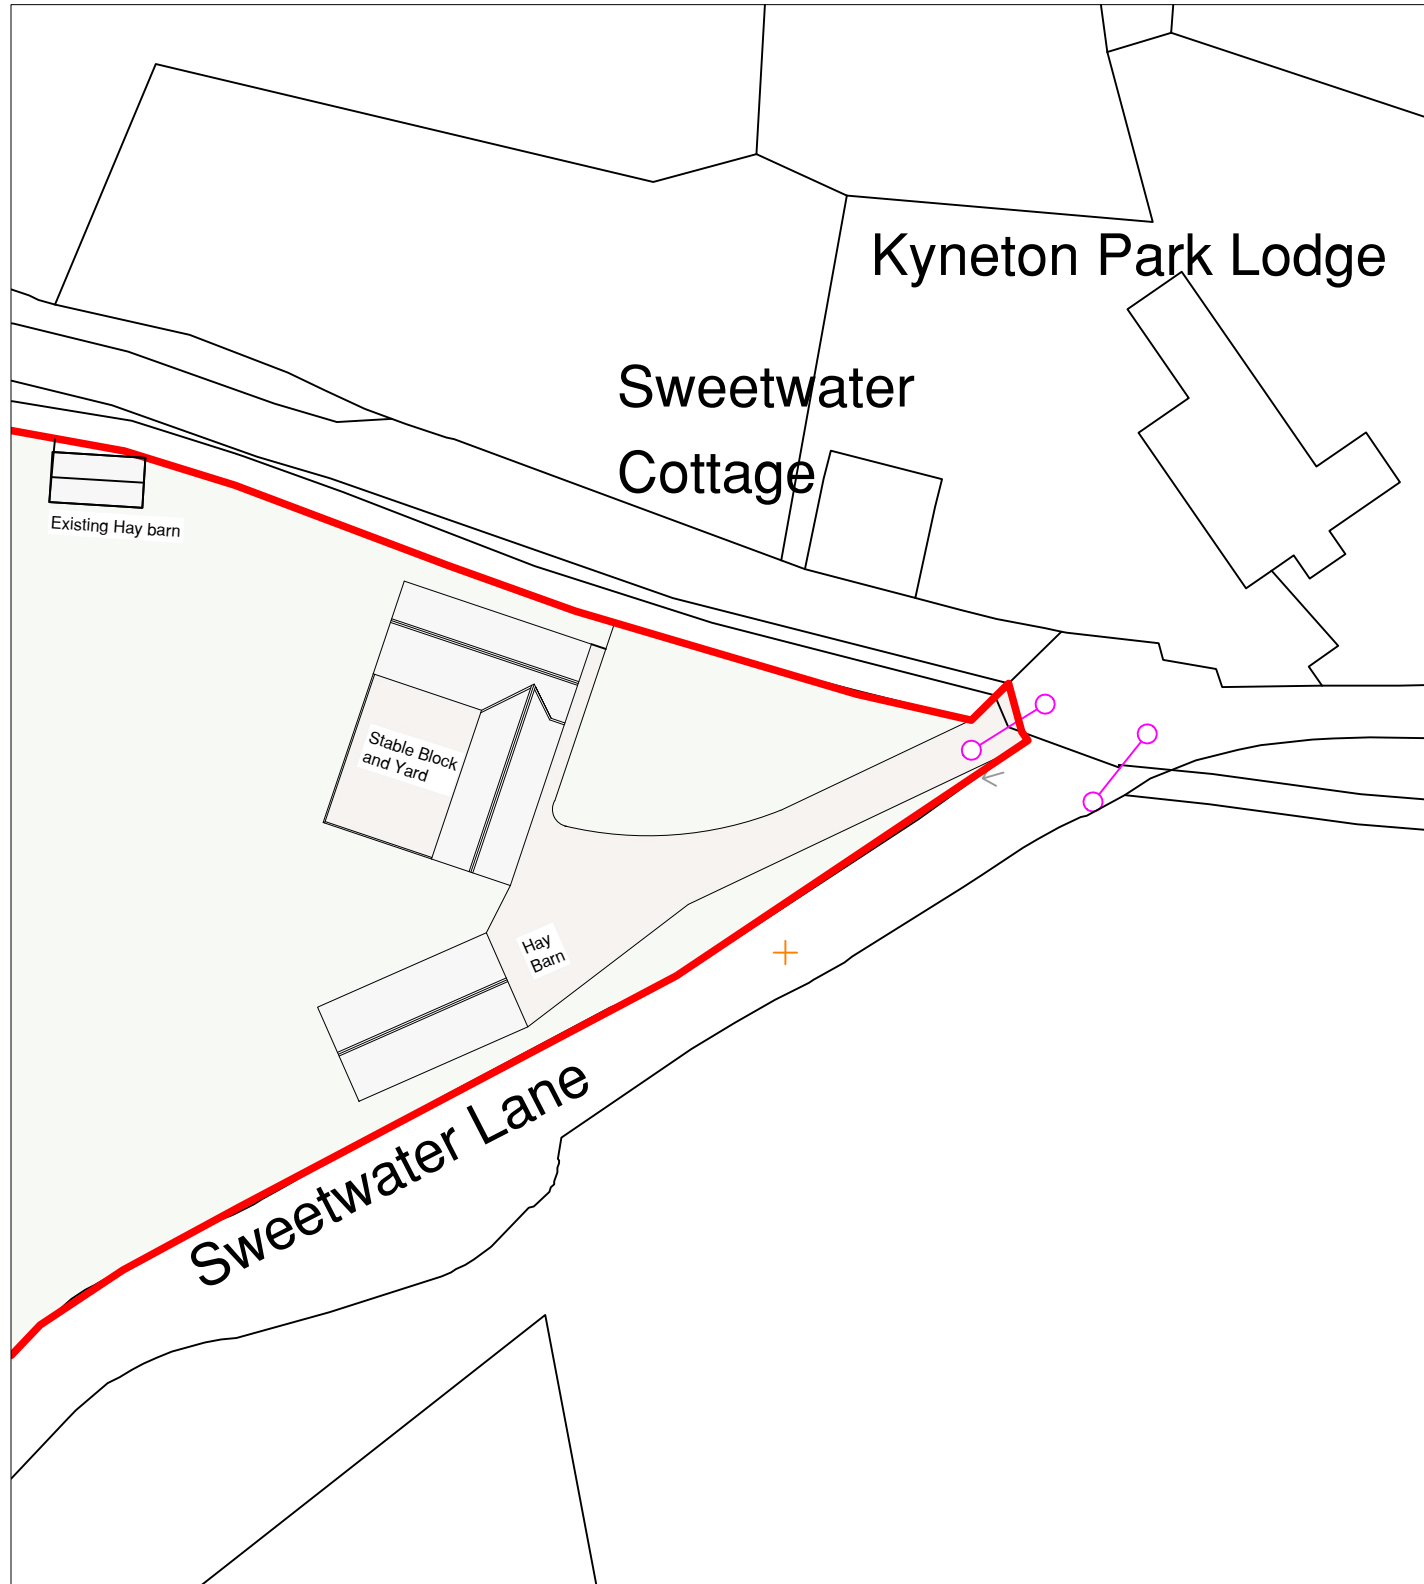 Kyneton Park Lodge
Sweetwater
Cottage
Existing Hay barn
Stable Block
and Yard
Hay
Barn
Sweetwater Lane